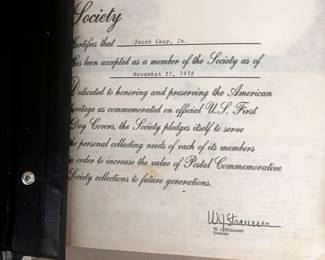 Society
Certifies that Jacob Kamp, Jr.
has been accepted as a member of the Society as of
November 21, 1978
Dedicated to honoring and preserving the American
heritage as commemorated on official U.S. First
Day Covers, the Society pledges itself to serve
the personal collecting needs of each of its members
in order to increase the value of Postal Commemorative
Society collections to future generations.
W. J. Strausser
Director